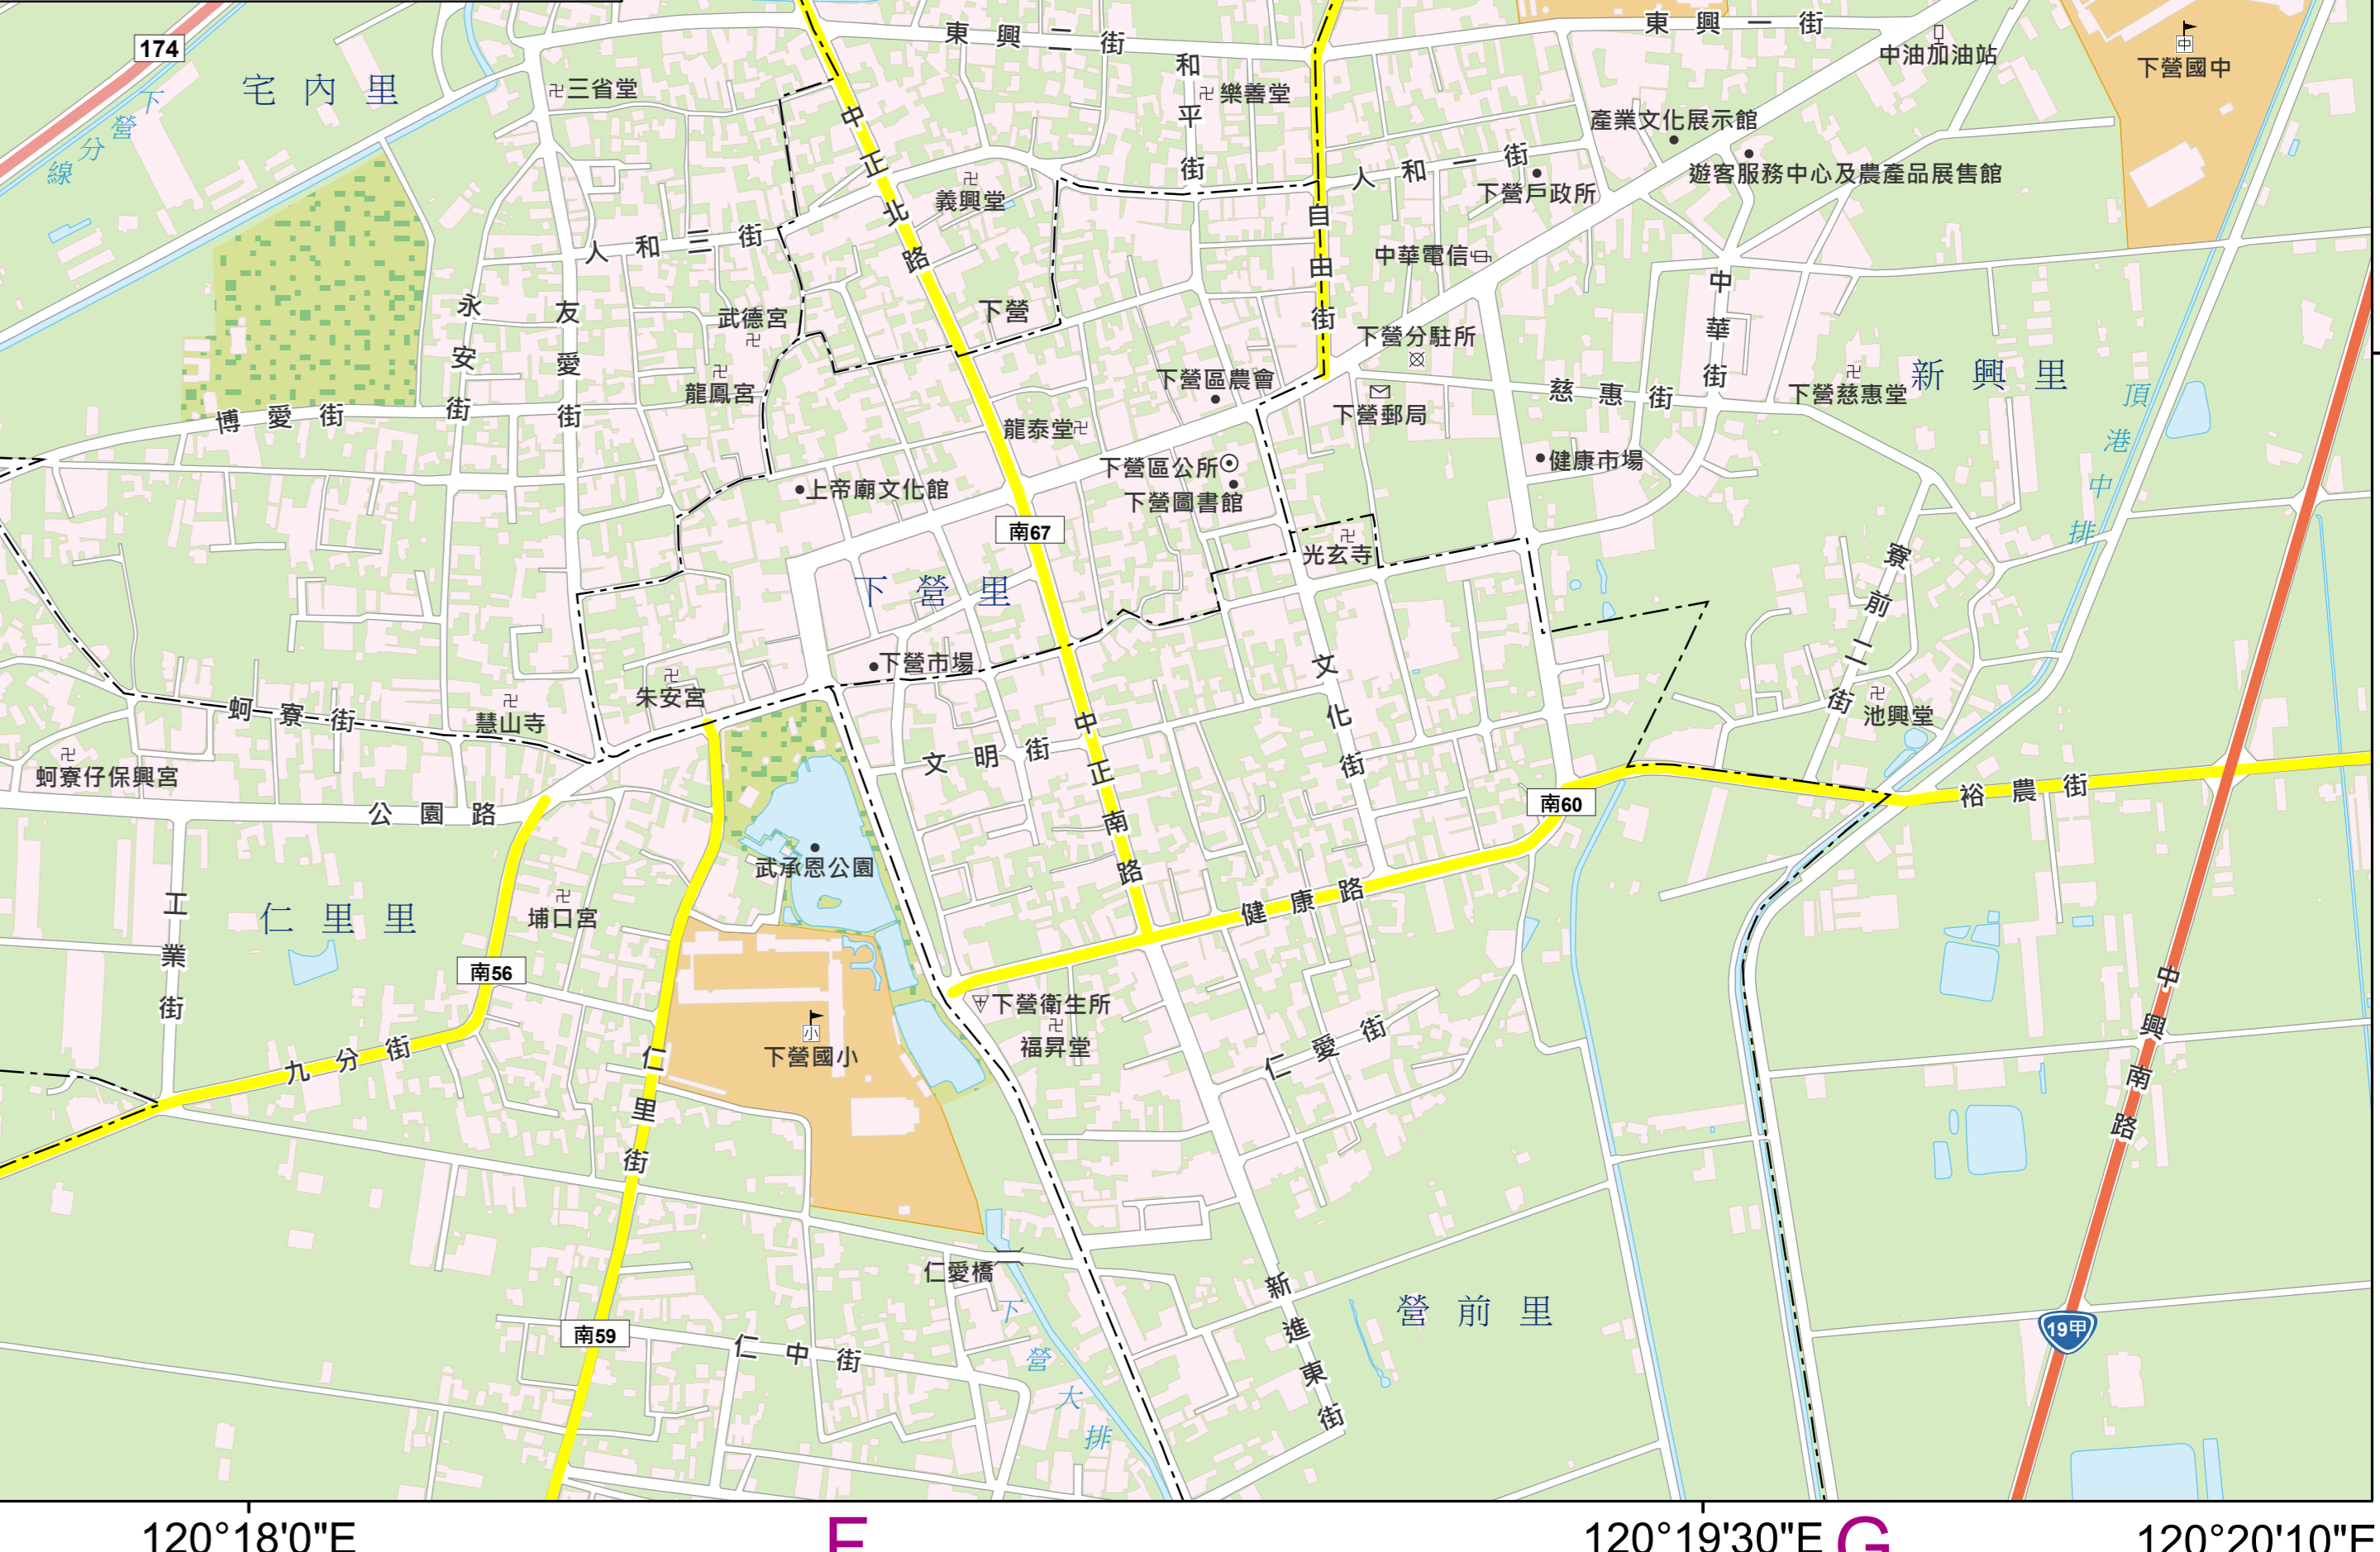 174
東興二街
東興一街
中油加油站
中
下營國中
宅內里
三省堂
和平街
樂善堂
下營分線
中正北路
產業文化展示館
遊客服務中心及農產品展售館
人和一街
下營戶政所
義興堂
自由街
人和三街
中華電信
中華街
永安街
友愛街
武德宮
下營
下營分駐所
龍鳳宮
下營區農會
慈惠街
下營慈惠堂
新興里
頂港中排
博愛街
下營郵局
龍泰堂
下營區公所
健康市場
上帝廟文化館
下營圖書館
南67
光玄寺
寮前二街
下營里
下營市場
文化街
朱安宮
蚵寮街
慧山寺
池興堂
文明街
中正南路
蚵寮仔保興宮
公園路
南60
裕農街
武承恩公園
工業街
仁里里
埔口宮
健康路
南56
中興南路
下營衛生所
小
下營國小
福昇堂
仁愛街
九分街
仁里街
仁愛橋
新進東街
營前里
下營大排
南59
仁中街
19甲
120°18'0"E
F
120°19'30"E
G
120°20'10"E